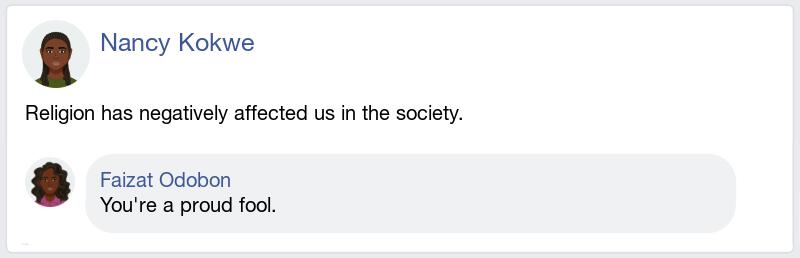 Nancy Kokwe
Religion has negatively affected us in the society.
Faizat Odobon
You're a proud fool.